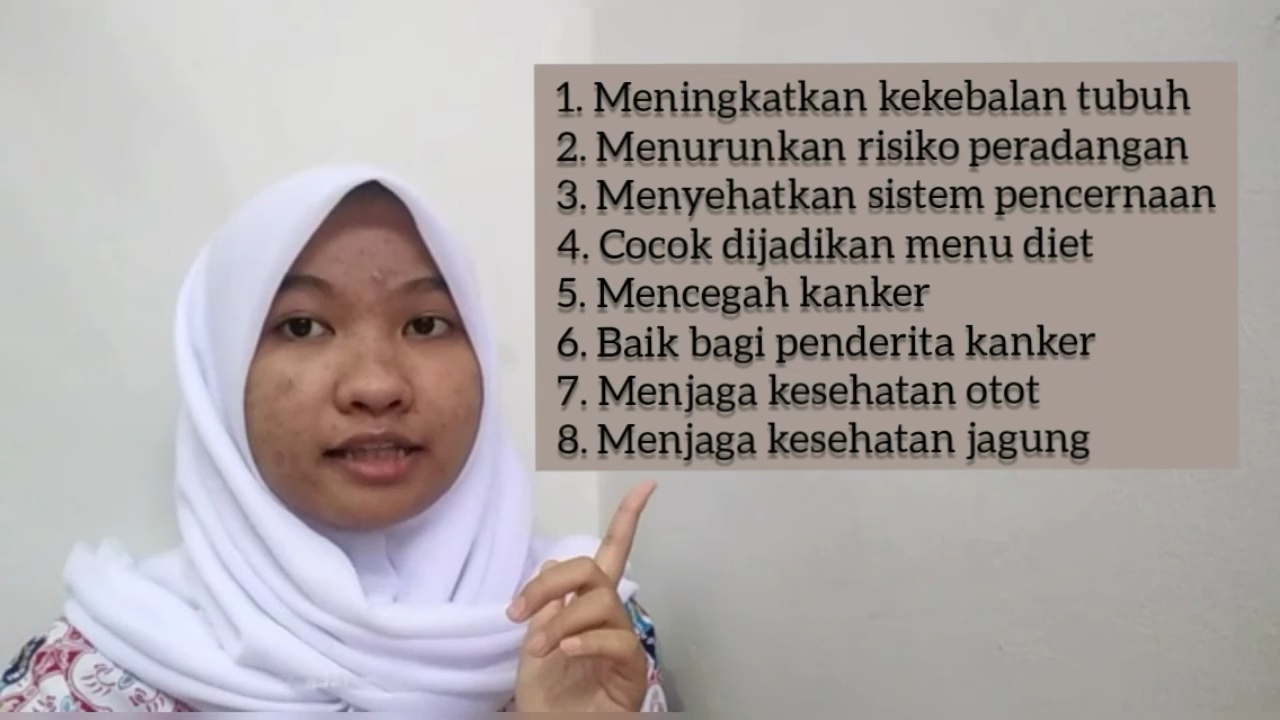 1. Meningkatkan kekebalan tubuh
2. Menurunkan risiko peradangan
3. Menyehatkan sistem pencernaan
4. Cocok dijadikan menu diet
5. Mencegah kanker
6. Baik bagi penderita kanker
7. Menjaga kesehatan otot
8. Menjaga kesehatan jagung